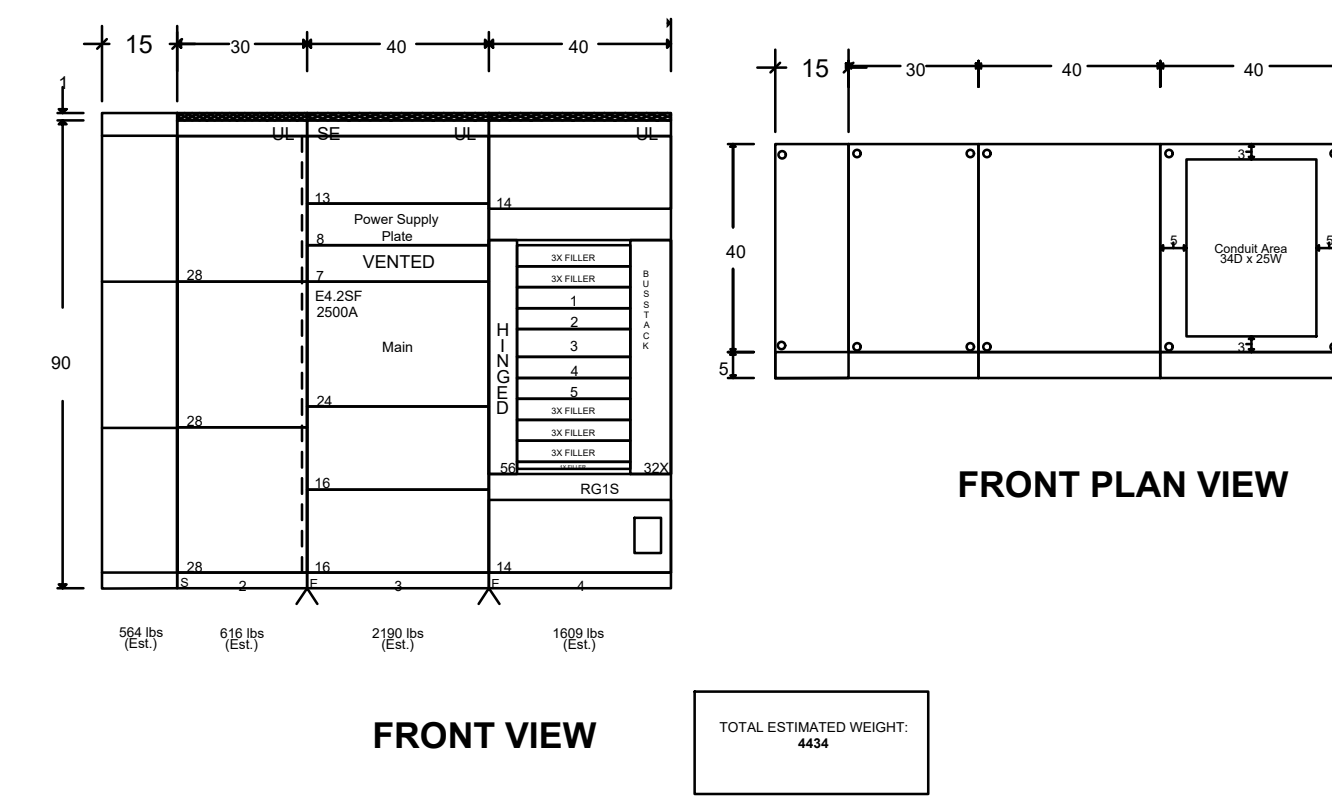 15 30 40 40
1
UL SE UL UL
13
14
Power Supply
Plate
8
VENTED
28
7
E4.2SF
2500A
Main
90
HINGED
3X FILLER
3X FILLER
1
2
3
4
5
3X FILLER
3X FILLER
3X FILLER
1X FILLER
BUSSTACK
24
28
56
32X
16
RG1S
28
16
14
S 2 F 3 F 4
564 lbs
(Est.)
616 lbs
(Est.)
2190 lbs
(Est.)
1609 lbs
(Est.)
FRONT VIEW
TOTAL ESTIMATED WEIGHT:
4434
15 30 40 40
3
40
5
5
Conduit Area
34D x 25W
3
5
FRONT PLAN VIEW